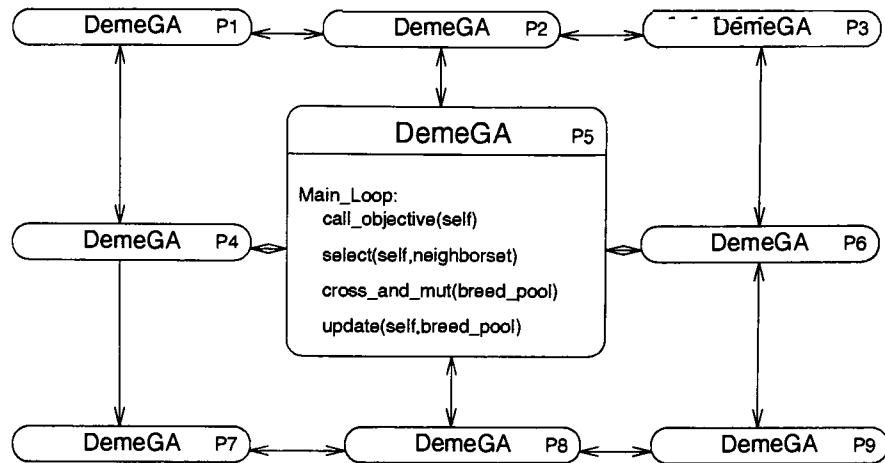 DemeGA P1
DemeGA P2
DemeGA P3
DemeGA P5
Main_Loop:
call_objective(self)
select(self,neighborset)
cross_and_mut(breed_pool)
update(self,breed_pool)
DemeGA P4
DemeGA P6
DemeGA P7
DemeGA P8
DemeGA P9